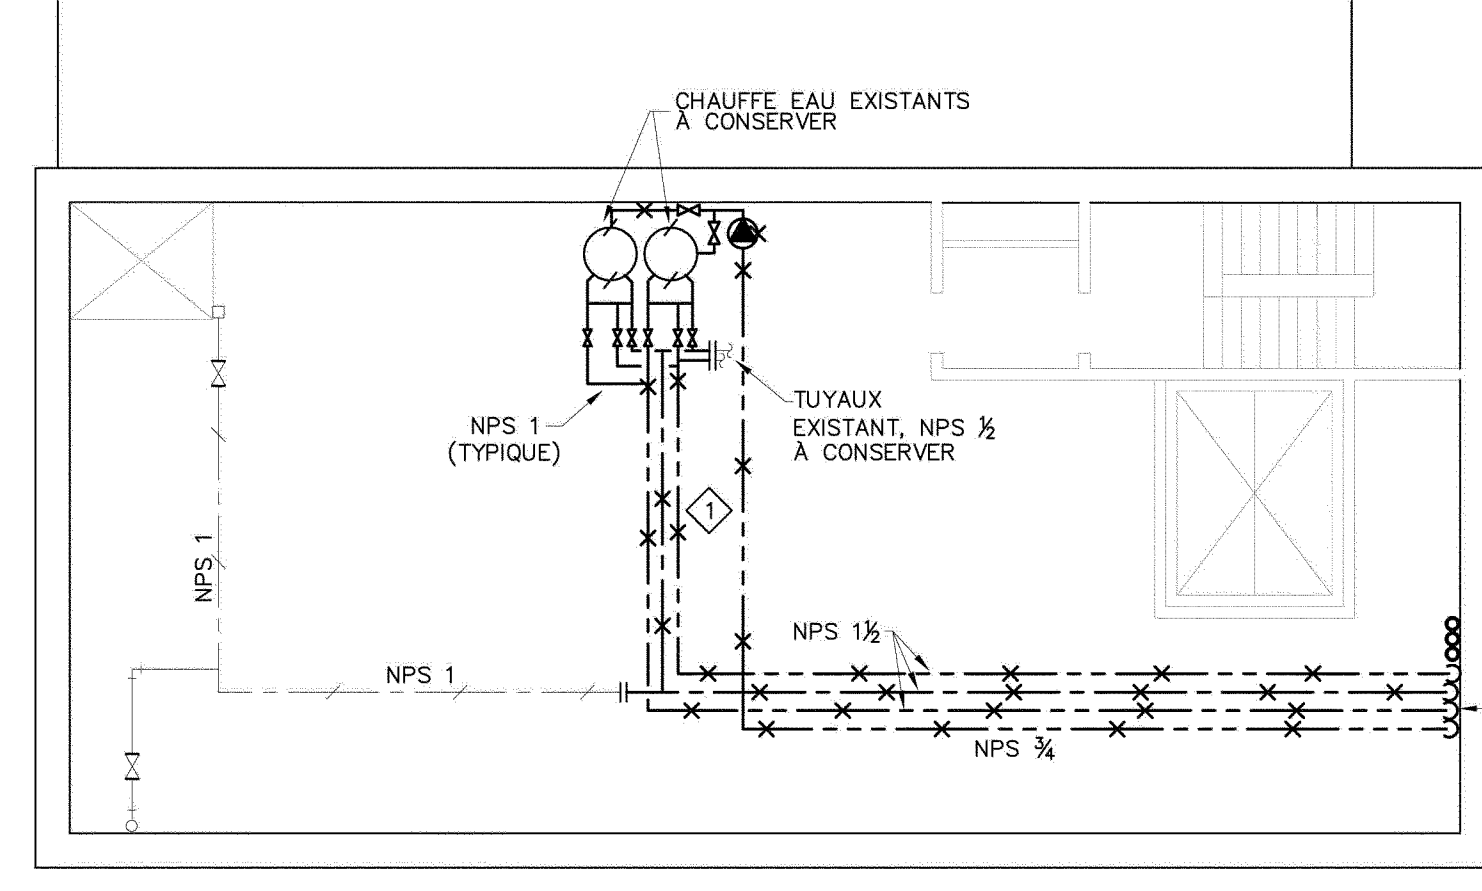 CHAUFFE EAU EXISTANTS
À CONSERVER
NPS 1
(TYPIQUE)
TUYAUX
EXISTANT, NPS ½
À CONSERVER
1
NPS 1
NPS 1
NPS 1½
NPS ¾